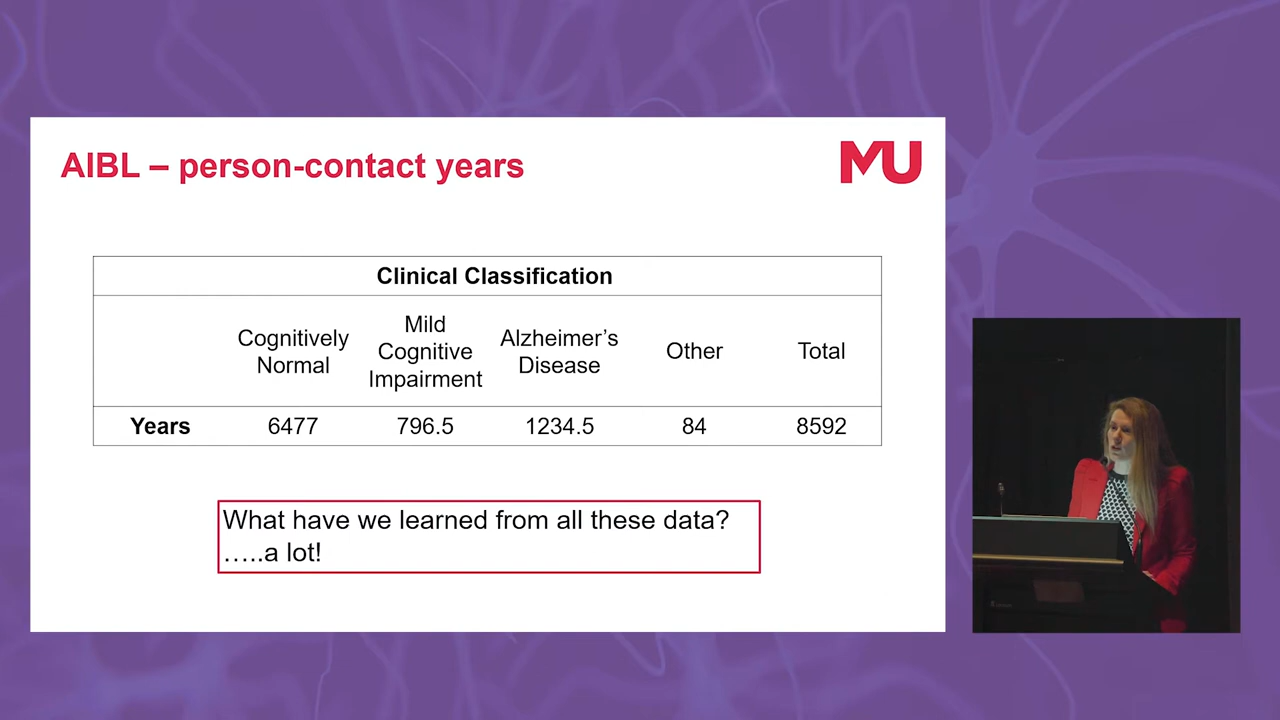 AIBL – person-contact years
MU
Clinical Classification
Cognitively
Normal
Mild
Cognitive
Impairment
Alzheimer’s
Disease
Other
Total
Years
6477
796.5
1234.5
84
8592
What have we learned from all these data?
…..a lot!